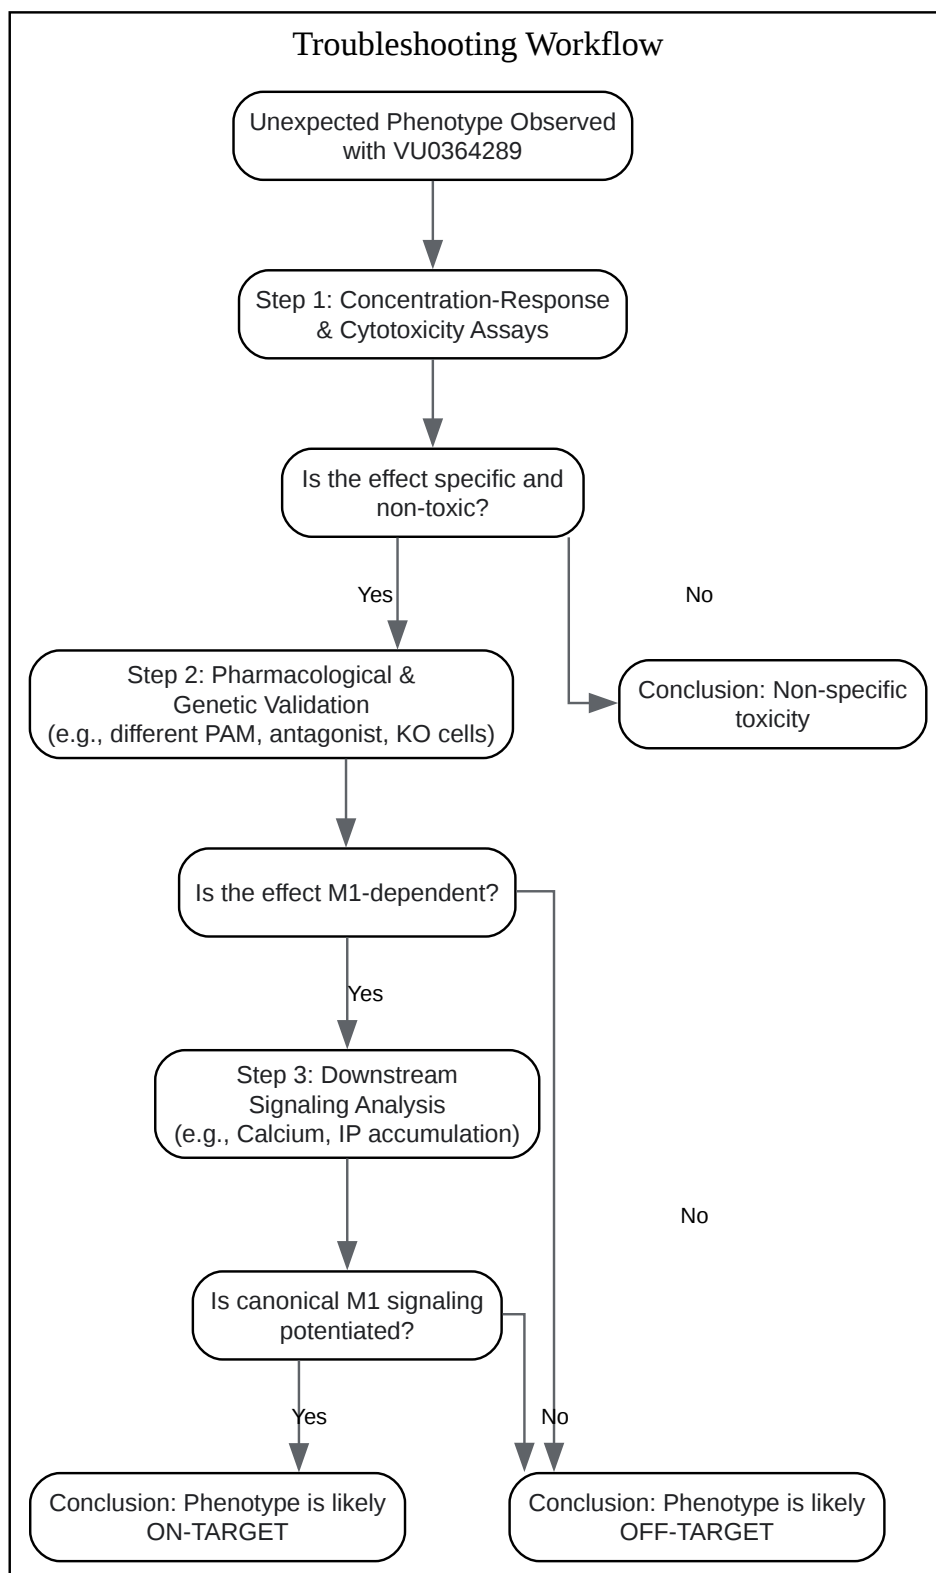 Troubleshooting Workflow
Unexpected Phenotype Observed
with VU0364289
Step 1: Concentration-Response
& Cytotoxicity Assays
Is the effect specific and
non-toxic?
Yes
No
Step 2: Pharmacological &
Genetic Validation
(e.g., different PAM, antagonist, KO cells)
Conclusion: Non-specific
toxicity
Is the effect M1-dependent?
Yes
Step 3: Downstream
Signaling Analysis
(e.g., Calcium, IP accumulation)
No
Is canonical M1 signaling
potentiated?
Yes
No
Conclusion: Phenotype is likely
ON-TARGET
Conclusion: Phenotype is likely
OFF-TARGET